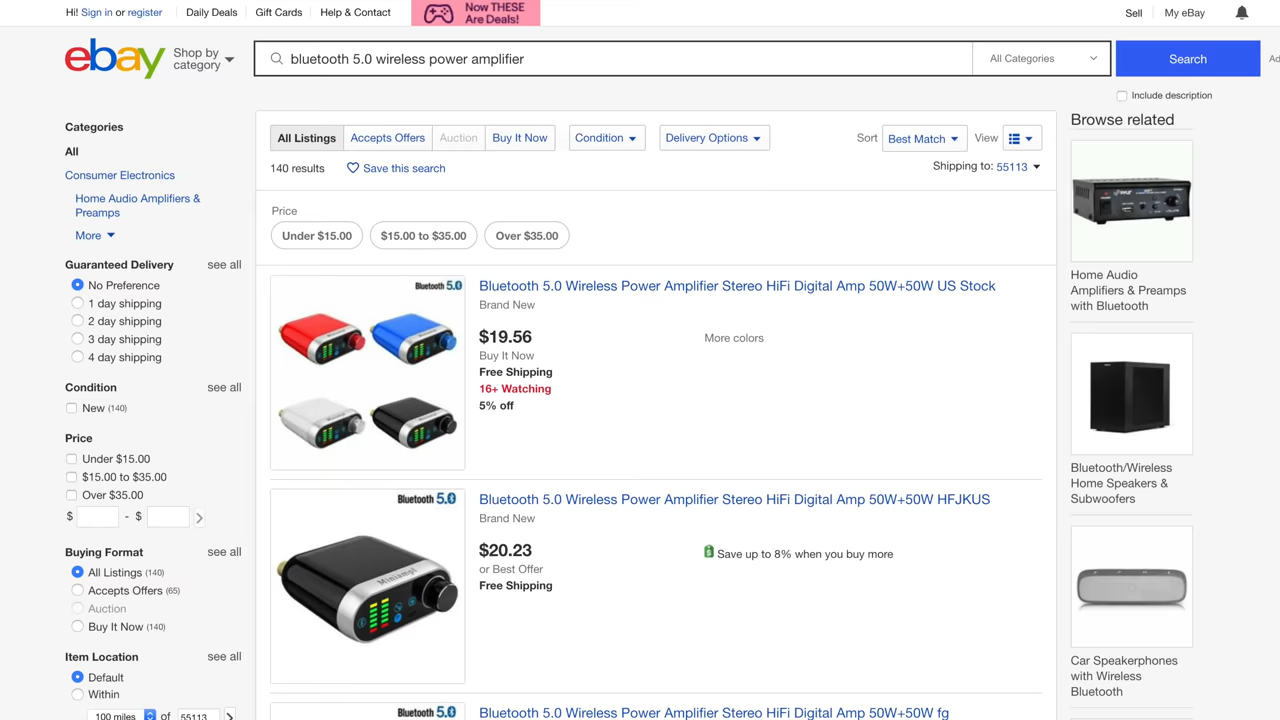 Hi! Sign in or register
Daily Deals
Gift Cards
Help & Contact
Now THESE
Are Deals!
Sell
My eBay
ebay
Shop by
category
bluetooth 5.0 wireless power amplifier
All Categories
Search
Ad
Include description
Categories
All
Consumer Electronics
Home Audio Amplifiers &
Preamps
More
Guaranteed Delivery
see all
No Preference
1 day shipping
2 day shipping
3 day shipping
4 day shipping
Condition
see all
New (140)
Price
Under $15.00
$15.00 to $35.00
Over $35.00
$ - $
Buying Format
see all
All Listings (140)
Accepts Offers (65)
Auction
Buy It Now (140)
Item Location
see all
Default
Within
100 miles of 55113
All Listings
Accepts Offers
Auction
Buy It Now
Condition
Delivery Options
Sort
Best Match
View
140 results
Save this search
Shipping to: 55113
Price
Under $15.00
$15.00 to $35.00
Over $35.00
Bluetooth 5.0
Bluetooth 5.0 Wireless Power Amplifier Stereo HiFi Digital Amp 50W+50W US Stock
Brand New
$19.56
More colors
Buy It Now
Free Shipping
16+ Watching
5% off
Bluetooth 5.0
Miniampl
Bluetooth 5.0 Wireless Power Amplifier Stereo HiFi Digital Amp 50W+50W HFJKUS
Brand New
$20.23
Save up to 8% when you buy more
or Best Offer
Free Shipping
Bluetooth 5.0
Bluetooth 5.0 Wireless Power Amplifier Stereo HiFi Digital Amp 50W+50W fg
Browse related
Home Audio
Amplifiers & Preamps
with Bluetooth
Bluetooth/Wireless
Home Speakers &
Subwoofers
Car Speakerphones
with Wireless
Bluetooth